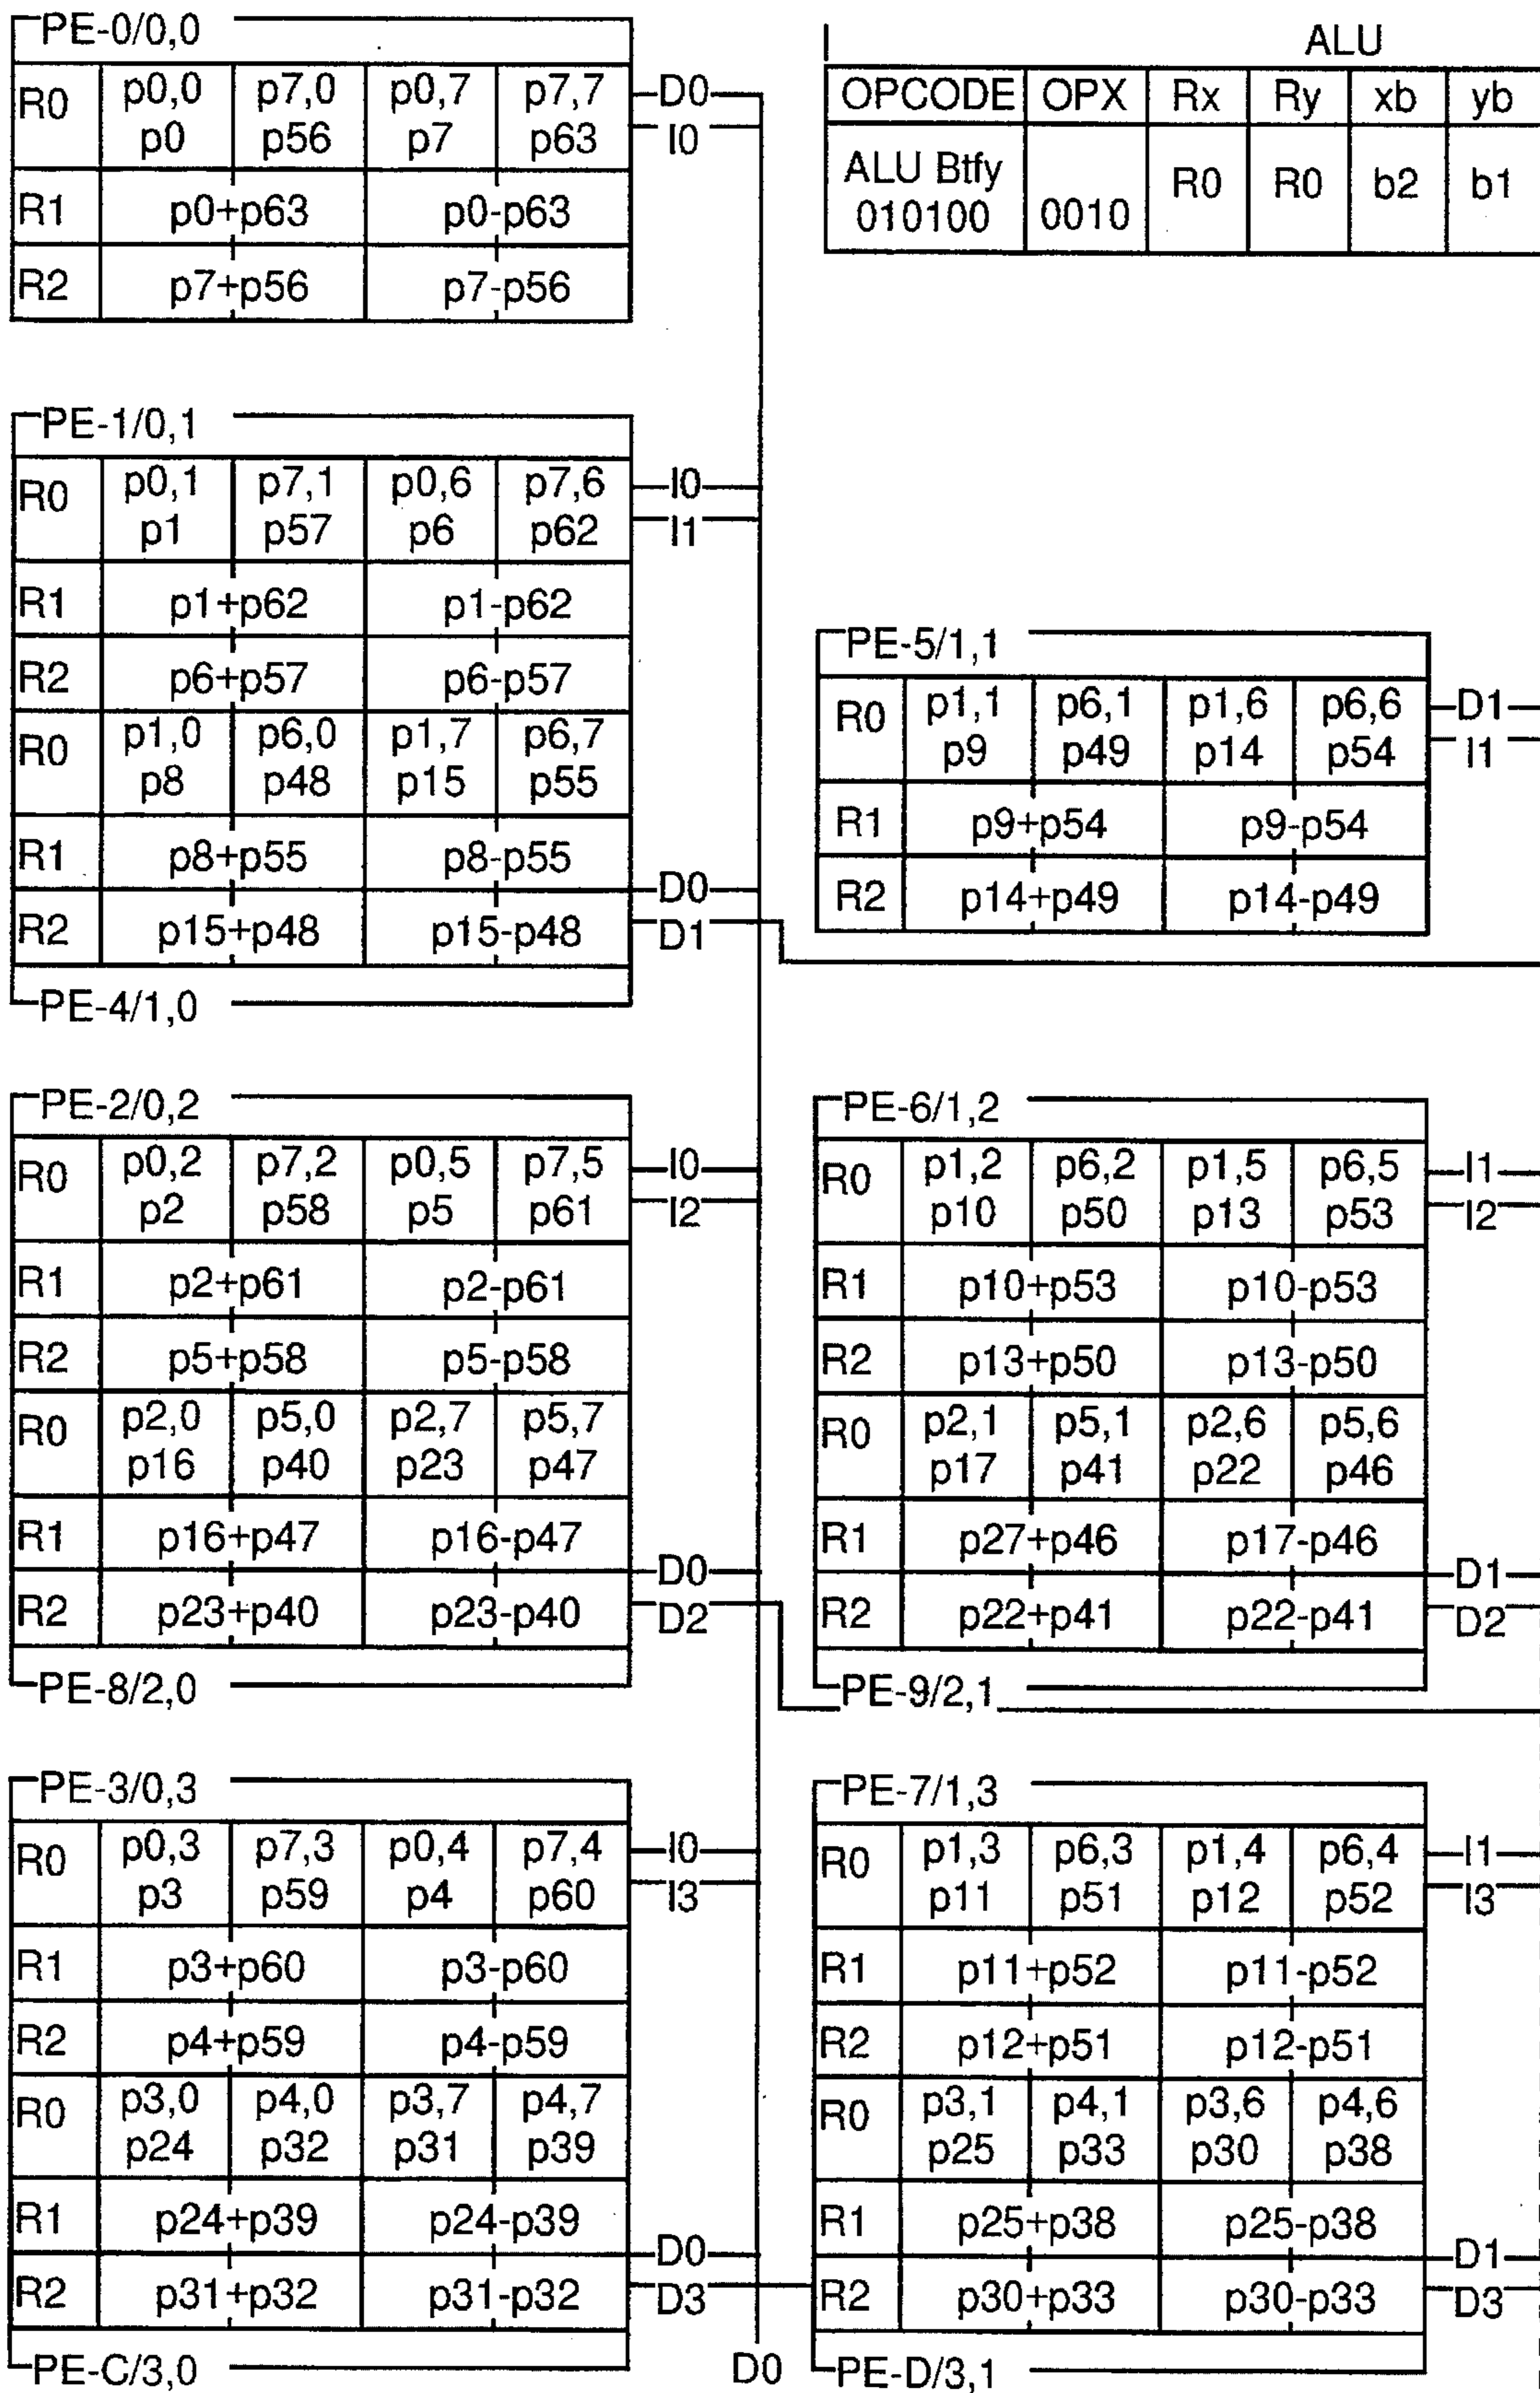 PE-0/0,0
R0 p0,0 p7,0 p0,7 p7,7 D0
p0 p56 p7 p63 I0
R1 p0+p63 p0-p63
R2 p7+p56 p7-p56
ALU
OPCODE OPX Rx Ry xb yb
ALU Btfy R0 R0 b2 b1
010100 0010
PE-1/0,1
R0 p0,1 p7,1 p0,6 p7,6 I0
p1 p57 p6 p62 I1
R1 p1+p62 p1-p62
R2 p6+p57 p6-p57
R0 p1,0 p6,0 p1,7 p6,7
p8 p48 p15 p55
R1 p8+p55 p8-p55
D0
R2 p15+p48 p15-p48 D1
PE-4/1,0
PE-5/1,1
R0 p1,1 p6,1 p1,6 p6,6 D1
p9 p49 p14 p54 I1
R1 p9+p54 p9-p54
R2 p14+p49 p14-p49
PE-2/0,2
R0 p0,2 p7,2 p0,5 p7,5 I0
p2 p58 p5 p61 I2
R1 p2+p61 p2-p61
R2 p5+p58 p5-p58
R0 p2,0 p5,0 p2,7 p5,7
p16 p40 p23 p47
R1 p16+p47 p16-p47
D0
R2 p23+p40 p23-p40 D2
PE-8/2,0
PE-6/1,2
R0 p1,2 p6,2 p1,5 p6,5 I1
p10 p50 p13 p53 I2
R1 p10+p53 p10-p53
R2 p13+p50 p13-p50
R0 p2,1 p5,1 p2,6 p5,6
p17 p41 p22 p46
R1 p27+p46 p17-p46
D1
R2 p22+p41 p22-p41 D2
PE-9/2,1
PE-3/0,3
R0 p0,3 p7,3 p0,4 p7,4 I0
p3 p59 p4 p60 I3
R1 p3+p60 p3-p60
R2 p4+p59 p4-p59
R0 p3,0 p4,0 p3,7 p4,7
p24 p32 p31 p39
R1 p24+p39 p24-p39
D0
R2 p31+p32 p31-p32 D3
PE-C/3,0
D0
PE-7/1,3
R0 p1,3 p6,3 p1,4 p6,4 I1
p11 p51 p12 p52 I3
R1 p11+p52 p11-p52
R2 p12+p51 p12-p51
R0 p3,1 p4,1 p3,6 p4,6
p25 p33 p30 p38
R1 p25+p38 p25-p38
D1
R2 p30+p33 p30-p33 D3
PE-D/3,1